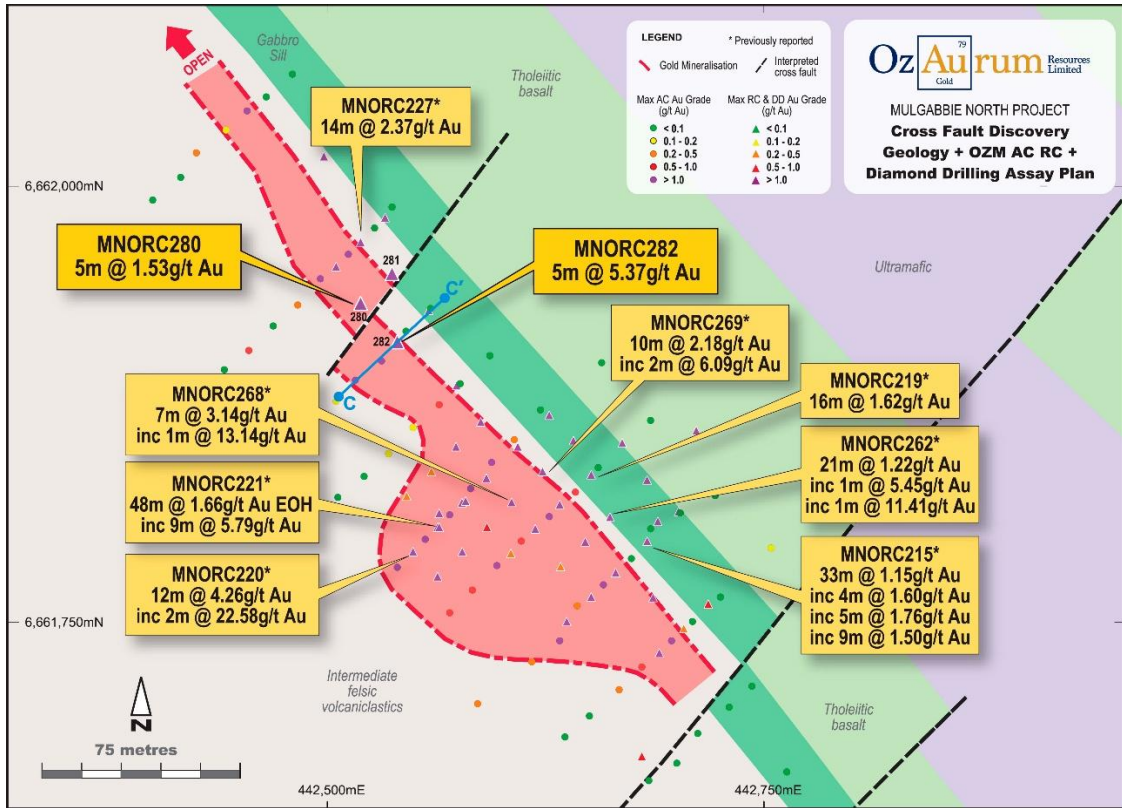 OPEN
Gabbro
Sill
Tholeiitic
basalt
LEGEND
* Previously reported
Gold Mineralisation
Interpreted
cross fault
Max AC Au Grade
(g/t Au)
< 0.1
0.1 - 0.2
0.2 - 0.5
0.5 - 1.0
> 1.0
Max RC & DD Au Grade
(g/t Au)
< 0.1
0.1 - 0.2
0.2 - 0.5
0.5 - 1.0
> 1.0
79
OzAurum Resources
Limited
Gold
MULGABBIE NORTH PROJECT
Cross Fault Discovery
Geology + OZM AC RC +
Diamond Drilling Assay Plan
MNORC227*
14m @ 2.37g/t Au
6,662,000mN
MNORC280
5m @ 1.53g/t Au
281
MNORC282
5m @ 5.37g/t Au
Ultramafic
C'
280
282
C
MNORC269*
10m @ 2.18g/t Au
inc 2m @ 6.09g/t Au
MNORC268*
7m @ 3.14g/t Au
inc 1m @ 13.14g/t Au
MNORC219*
16m @ 1.62g/t Au
MNORC262*
21m @ 1.22g/t Au
inc 1m @ 5.45g/t Au
inc 1m @ 11.41g/t Au
MNORC221*
48m @ 1.66g/t Au EOH
inc 9m @ 5.79g/t Au
MNORC220*
12m @ 4.26g/t Au
inc 2m @ 22.58g/t Au
MNORC215*
33m @ 1.15g/t Au
inc 4m @ 1.60g/t Au
inc 5m @ 1.76g/t Au
inc 9m @ 1.50g/t Au
6,661,750mN
Intermediate
felsic
volcaniclastics
Tholeiitic
basalt
N
75 metres
442,500mE
442,750mE